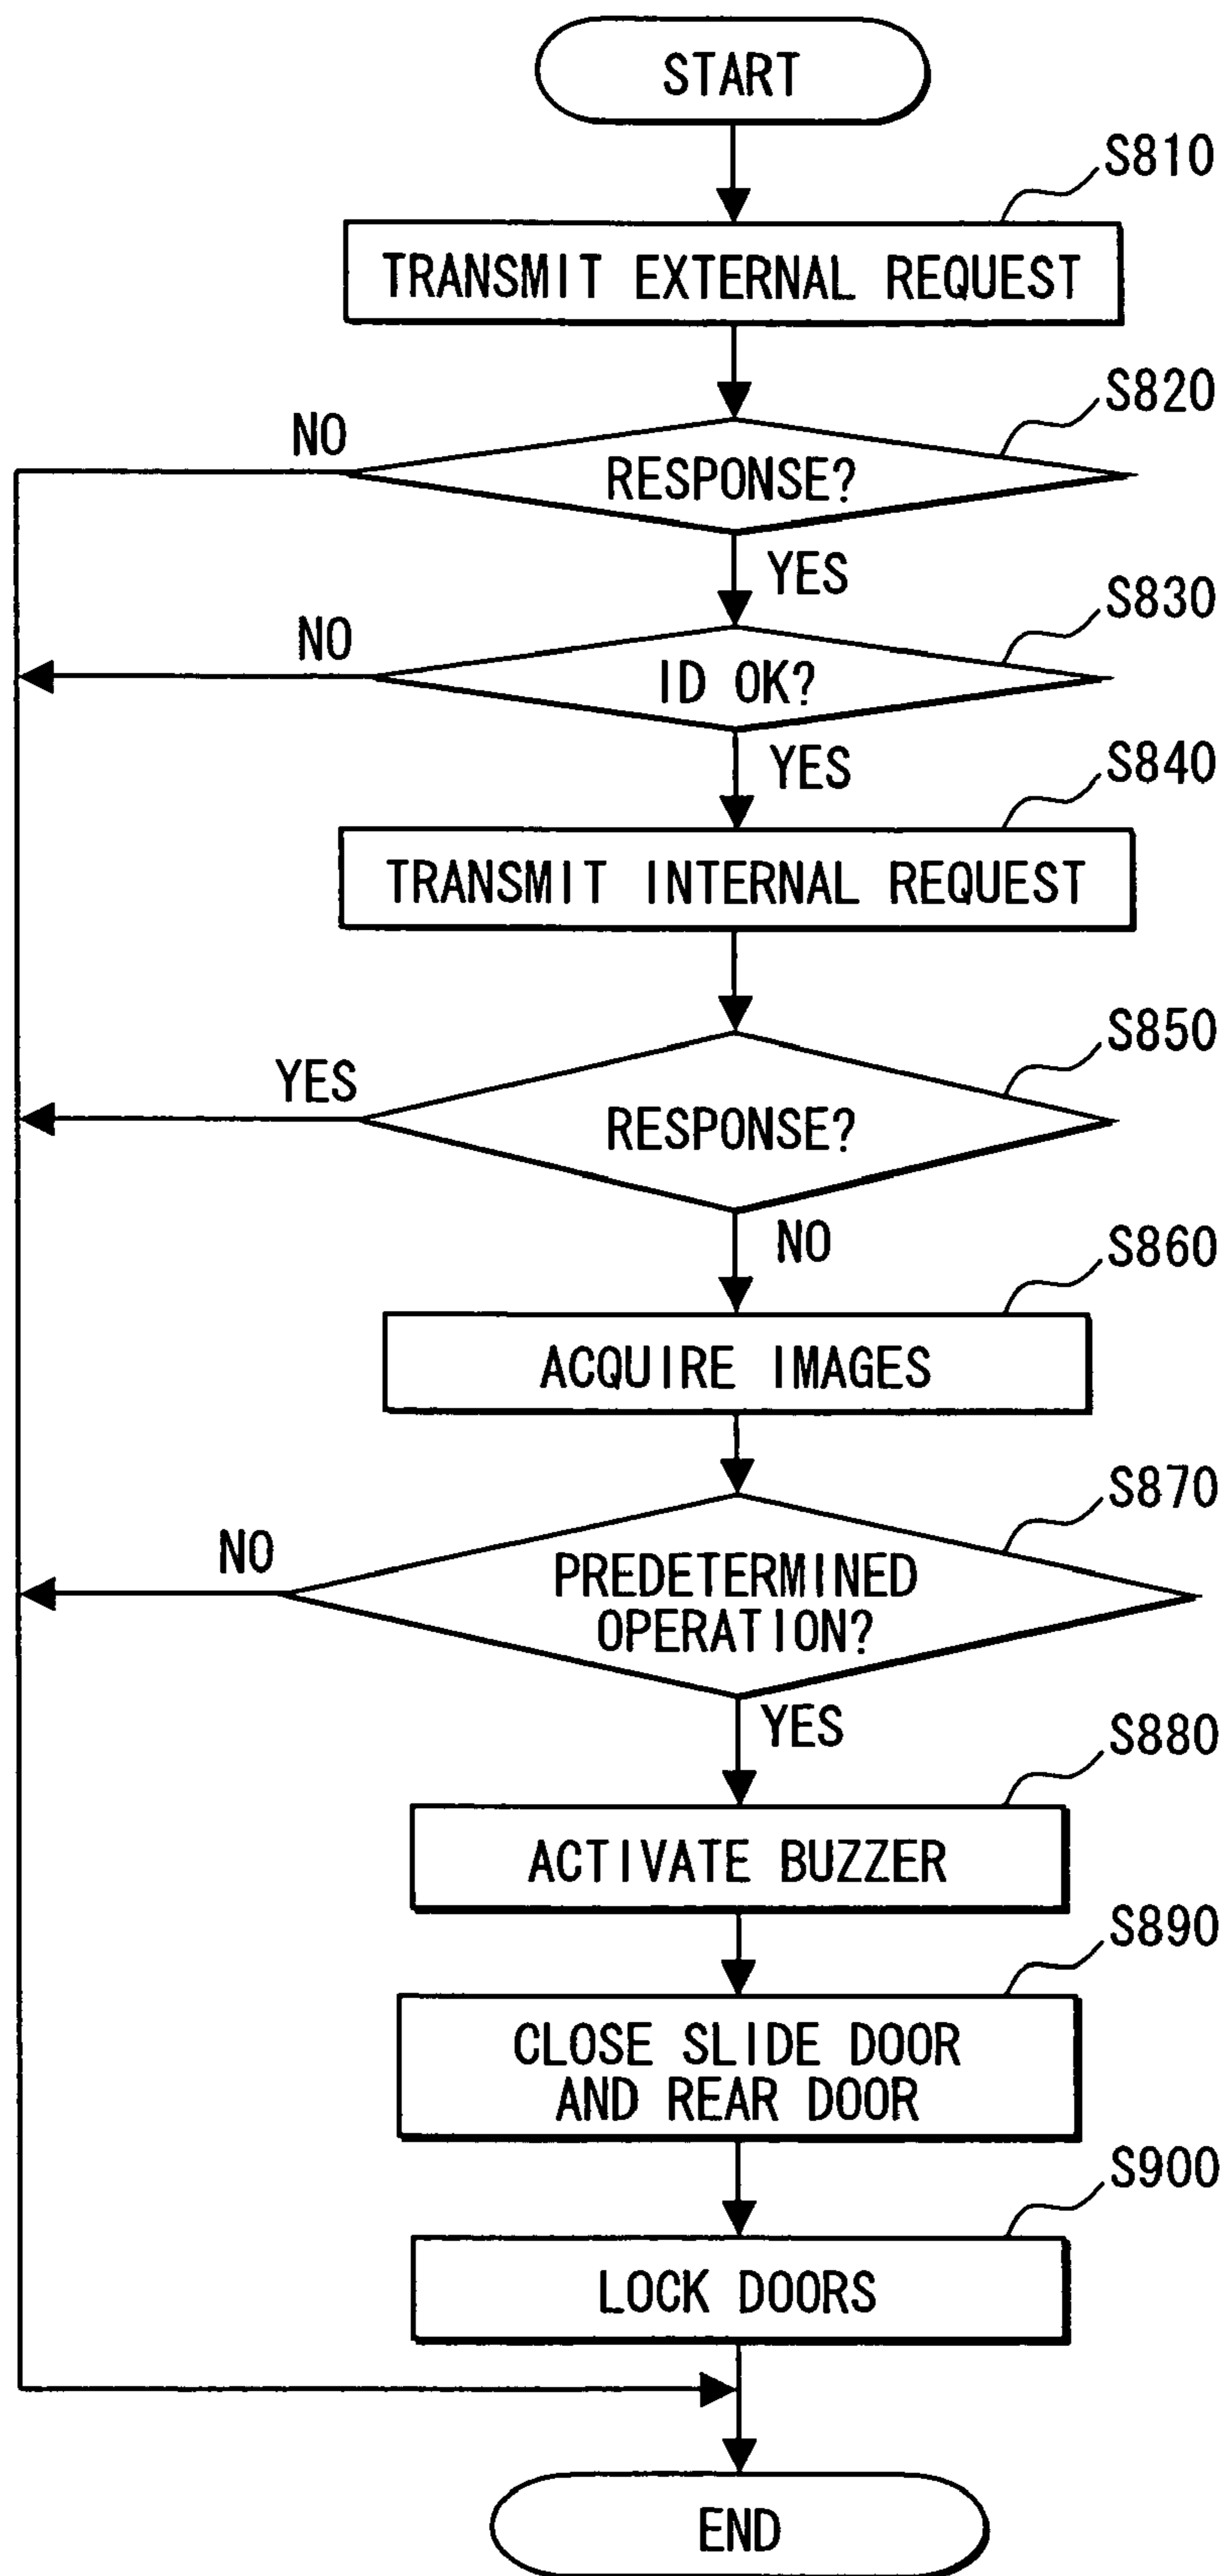 START
S810
TRANSMIT EXTERNAL REQUEST
S820
NO
RESPONSE?
YES
S830
NO
ID OK?
YES
S840
TRANSMIT INTERNAL REQUEST
S850
YES
RESPONSE?
NO
S860
ACQUIRE IMAGES
S870
NO
PREDETERMINED
OPERATION?
YES
S880
ACTIVATE BUZZER
S890
CLOSE SLIDE DOOR
AND REAR DOOR
S900
LOCK DOORS
END